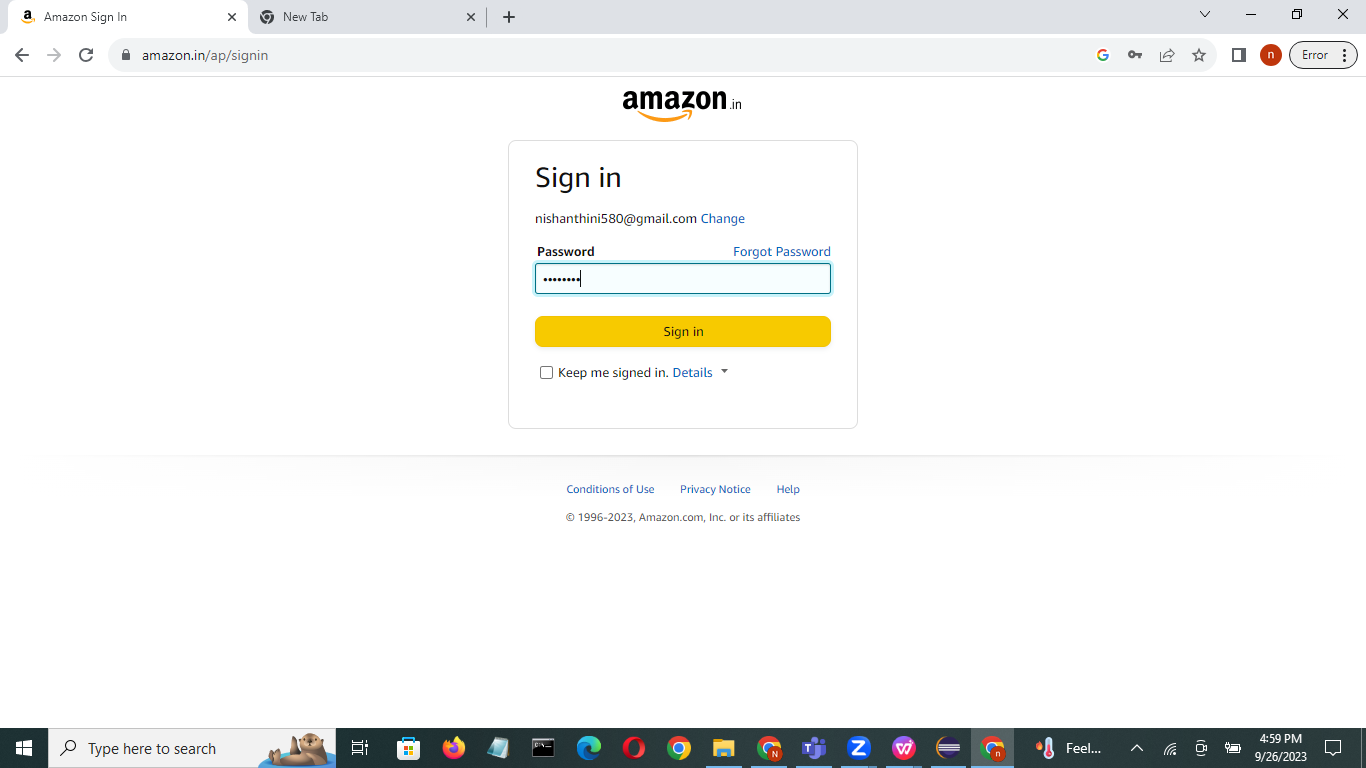 Amazon Sign In
New Tab
amazon.in/ap/signin
n
Error
amazon.in
Sign in
nishanthini580@gmail.com Change
Password Forgot Password
••••••••
Sign in
Keep me signed in. Details
Conditions of Use Privacy Notice Help
© 1996-2023, Amazon.com, Inc. or its affiliates
Type here to search
Feel...
4:59 PM
9/26/2023